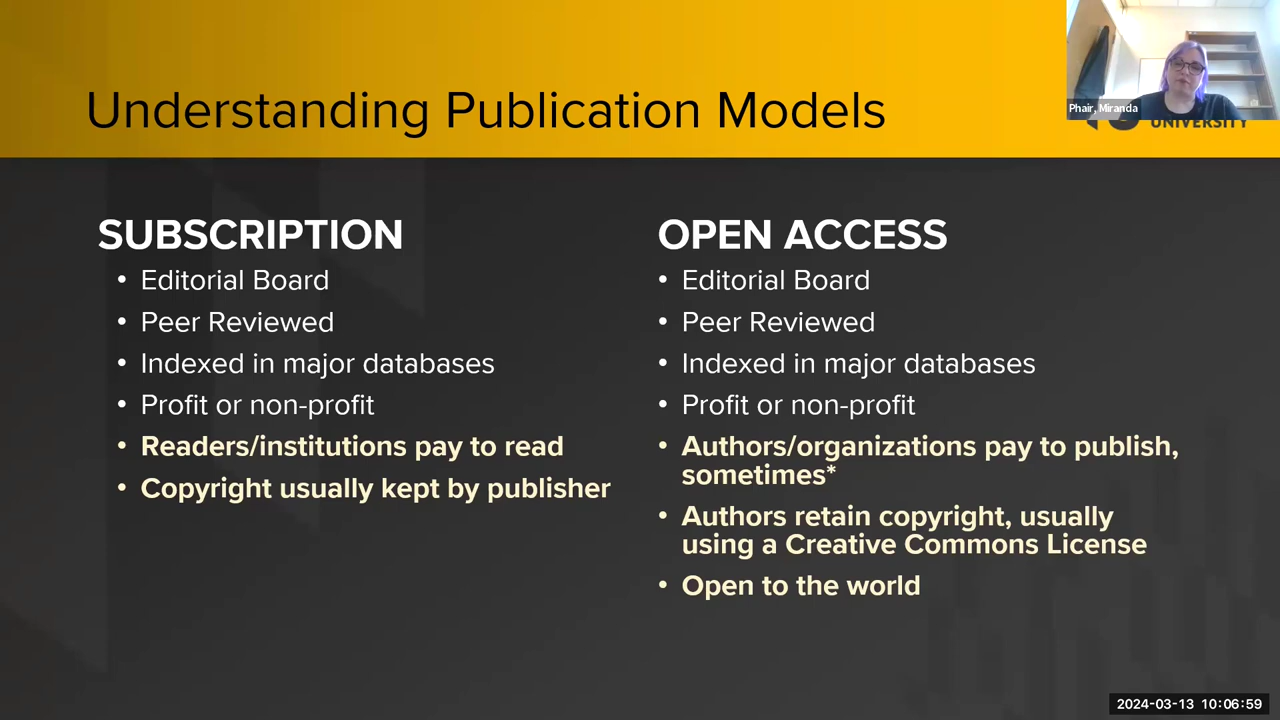 Understanding Publication Models
Phair, Miranda
UNIVERSITY
SUBSCRIPTION
• Editorial Board
• Peer Reviewed
• Indexed in major databases
• Profit or non-profit
• Readers/institutions pay to read
• Copyright usually kept by publisher
OPEN ACCESS
• Editorial Board
• Peer Reviewed
• Indexed in major databases
• Profit or non-profit
• Authors/organizations pay to publish,
sometimes*
• Authors retain copyright, usually
using a Creative Commons License
• Open to the world
2024-03-13 10:06:59